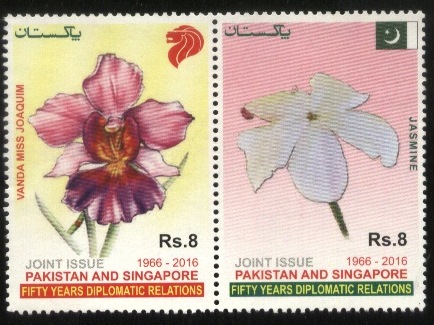 پاکستان
VANDA MISS JOAQUIM
Rs.8
JOINT ISSUE 1966 - 2016
PAKISTAN AND SINGAPORE
FIFTY YEARS DIPLOMATIC RELATIONS
پاکستان
JASMINE
Rs.8
JOINT ISSUE 1966 - 2016
PAKISTAN AND SINGAPORE
FIFTY YEARS DIPLOMATIC RELATIONS